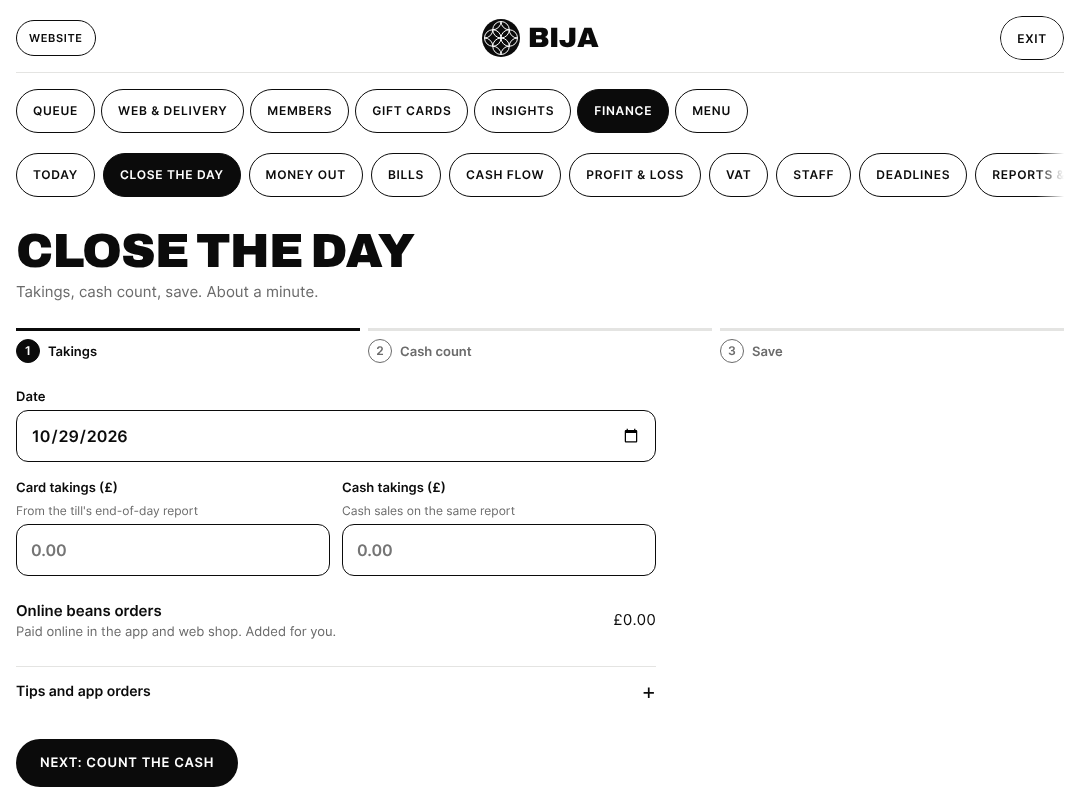 WEBSITE
BIJA
EXIT
QUEUE WEB & DELIVERY MEMBERS GIFT CARDS INSIGHTS FINANCE MENU
TODAY CLOSE THE DAY MONEY OUT BILLS CASH FLOW PROFIT & LOSS VAT STAFF DEADLINES REPORTS &
CLOSE THE DAY
Takings, cash count, save. About a minute.
1 Takings
2 Cash count
3 Save
Date
10/29/2026
Card takings (£)
From the till's end-of-day report
0.00
Cash takings (£)
Cash sales on the same report
0.00
Online beans orders
Paid online in the app and web shop. Added for you.
£0.00
Tips and app orders +
NEXT: COUNT THE CASH